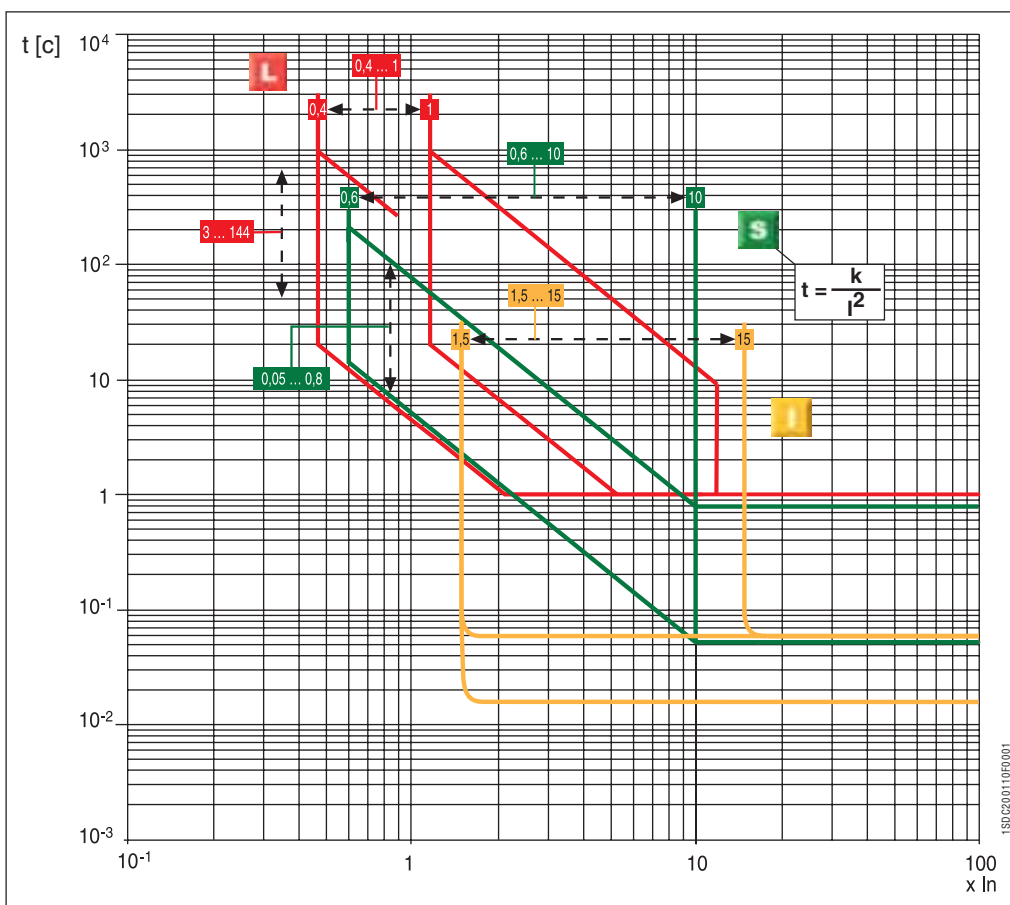 t [c]
10⁴
L
0,4 ... 1
0,4
1
10³
0,6 ... 10
0,6
10
S
3 ... 144
t = k / I²
10²
1,5 ... 15
1,5
15
0,05 ... 0,8
10
I
1
10⁻¹
10⁻²
10⁻³
10⁻¹
1
10
100
x In
1SDC200110F0001